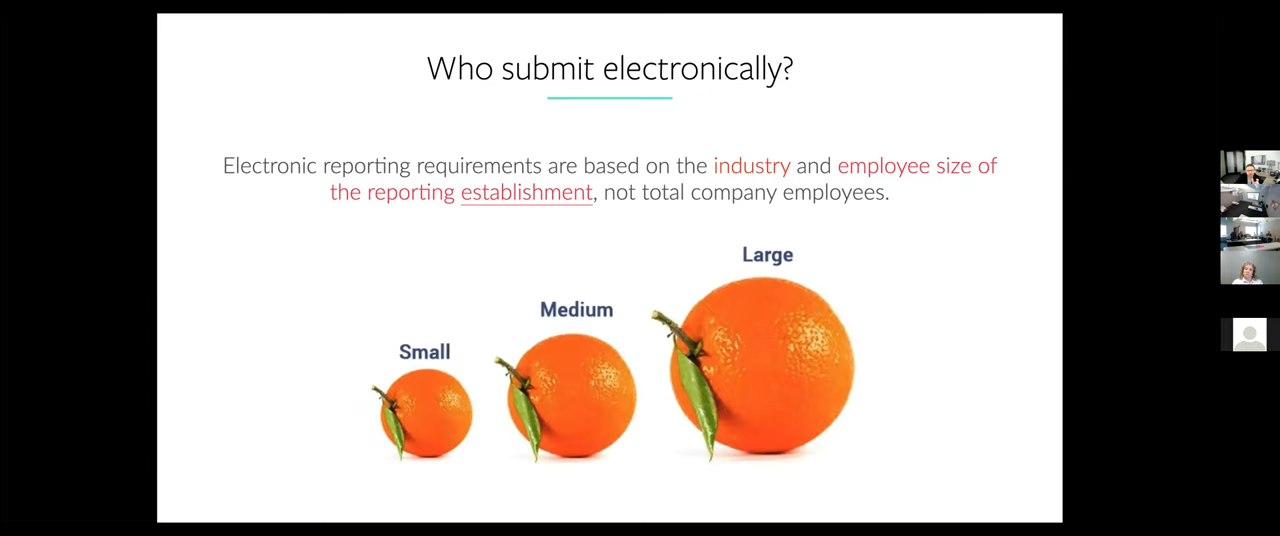 Who submit electronically?
Electronic reporting requirements are based on the industry and employee size of
the reporting establishment, not total company employees.
Large
Medium
Small